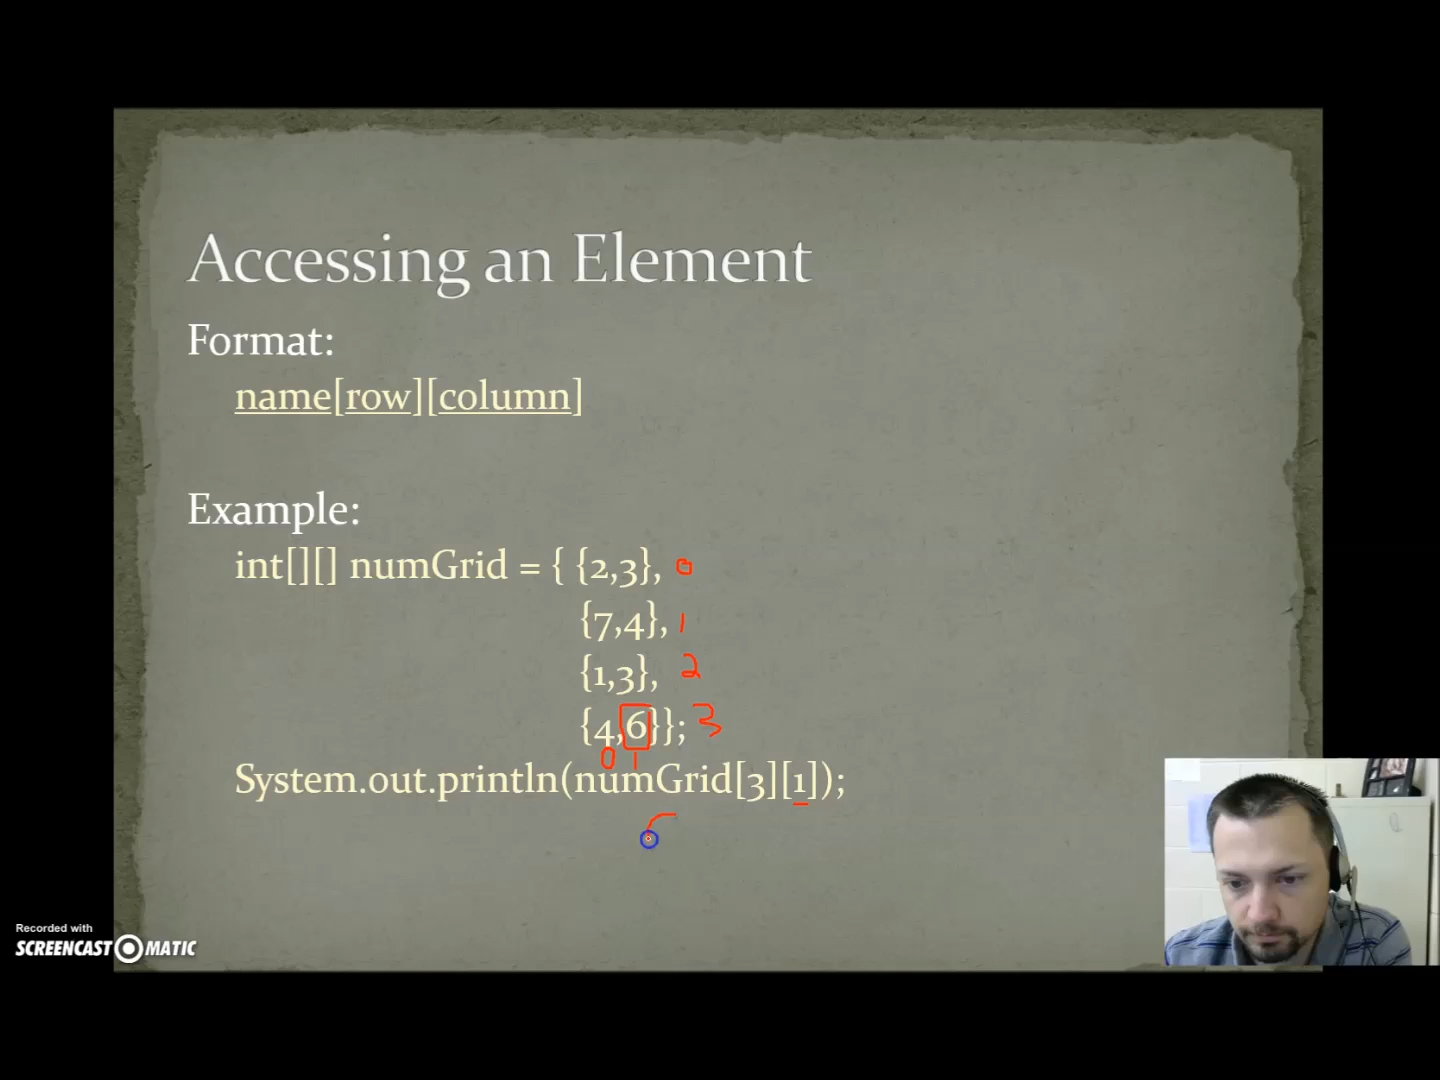 Accessing an Element
Format:
name[row][column]
Example:
int[][] numGrid = { {2,3}, 0
{7,4}, 1
{1,3}, 2
{4,6}}; 3
0 1
System.out.println(numGrid[3][1]);
Recorded with
SCREENCAST-O-MATIC